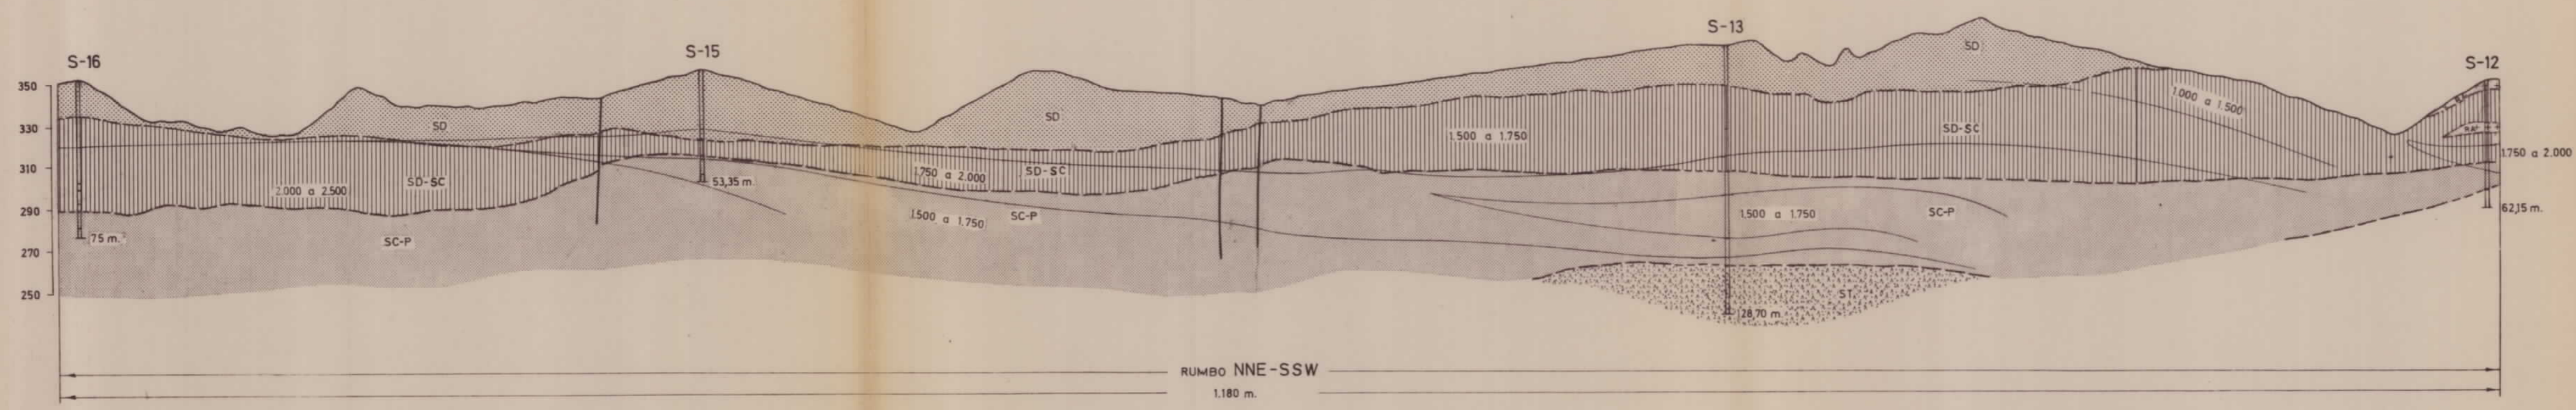 S-16
S-15
S-13
S-12
350
330
310
290
270
250
SD
SD
SD
1.000 a 1.500
1.500 a 1.750
SD-SC
1.750 a 2.000
2.000 a 2.500
SD-SC
53,35 m.
1.750 a 2.000
SD-SC
1.500 a 1.750
SC-P
1.500 a 1.750
SC-P
62,15 m.
75 m.
SC-P
ST
128,70 m.
RUMBO NNE-SSW
1.180 m.